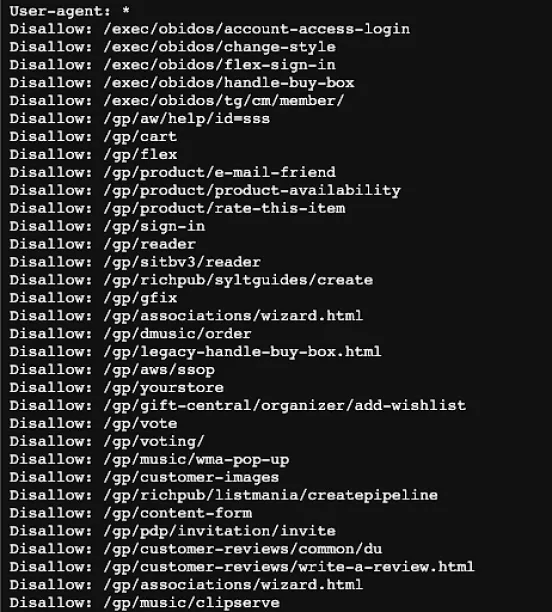 User-agent: *
Disallow: /exec/obidos/account-access-login
Disallow: /exec/obidos/change-style
Disallow: /exec/obidos/flex-sign-in
Disallow: /exec/obidos/handle-buy-box
Disallow: /exec/obidos/tg/cm/member/
Disallow: /gp/aw/help/id=sss
Disallow: /gp/cart
Disallow: /gp/flex
Disallow: /gp/product/e-mail-friend
Disallow: /gp/product/product-availability
Disallow: /gp/product/rate-this-item
Disallow: /gp/sign-in
Disallow: /gp/reader
Disallow: /gp/sitbv3/reader
Disallow: /gp/richpub/syltguides/create
Disallow: /gp/gfix
Disallow: /gp/associations/wizard.html
Disallow: /gp/dmusic/order
Disallow: /gp/legacy-handle-buy-box.html
Disallow: /gp/aws/ssop
Disallow: /gp/yourstore
Disallow: /gp/gift-central/organizer/add-wishlist
Disallow: /gp/vote
Disallow: /gp/voting/
Disallow: /gp/music/wma-pop-up
Disallow: /gp/customer-images
Disallow: /gp/richpub/listmania/createpipeline
Disallow: /gp/content-form
Disallow: /gp/pdp/invitation/invite
Disallow: /gp/customer-reviews/common/du
Disallow: /gp/customer-reviews/write-a-review.html
Disallow: /gp/associations/wizard.html
Disallow: /gp/music/clipserve